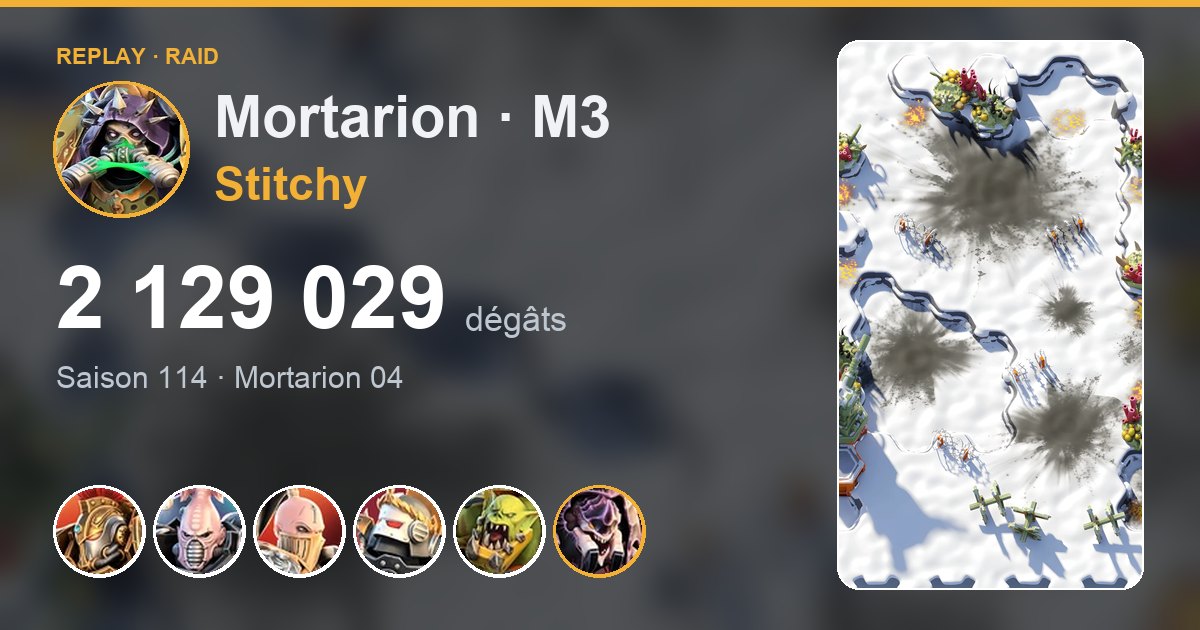 REPLAY · RAID
Mortarion · M3
Stitchy
2 129 029 dégâts
Saison 114 · Mortarion 04